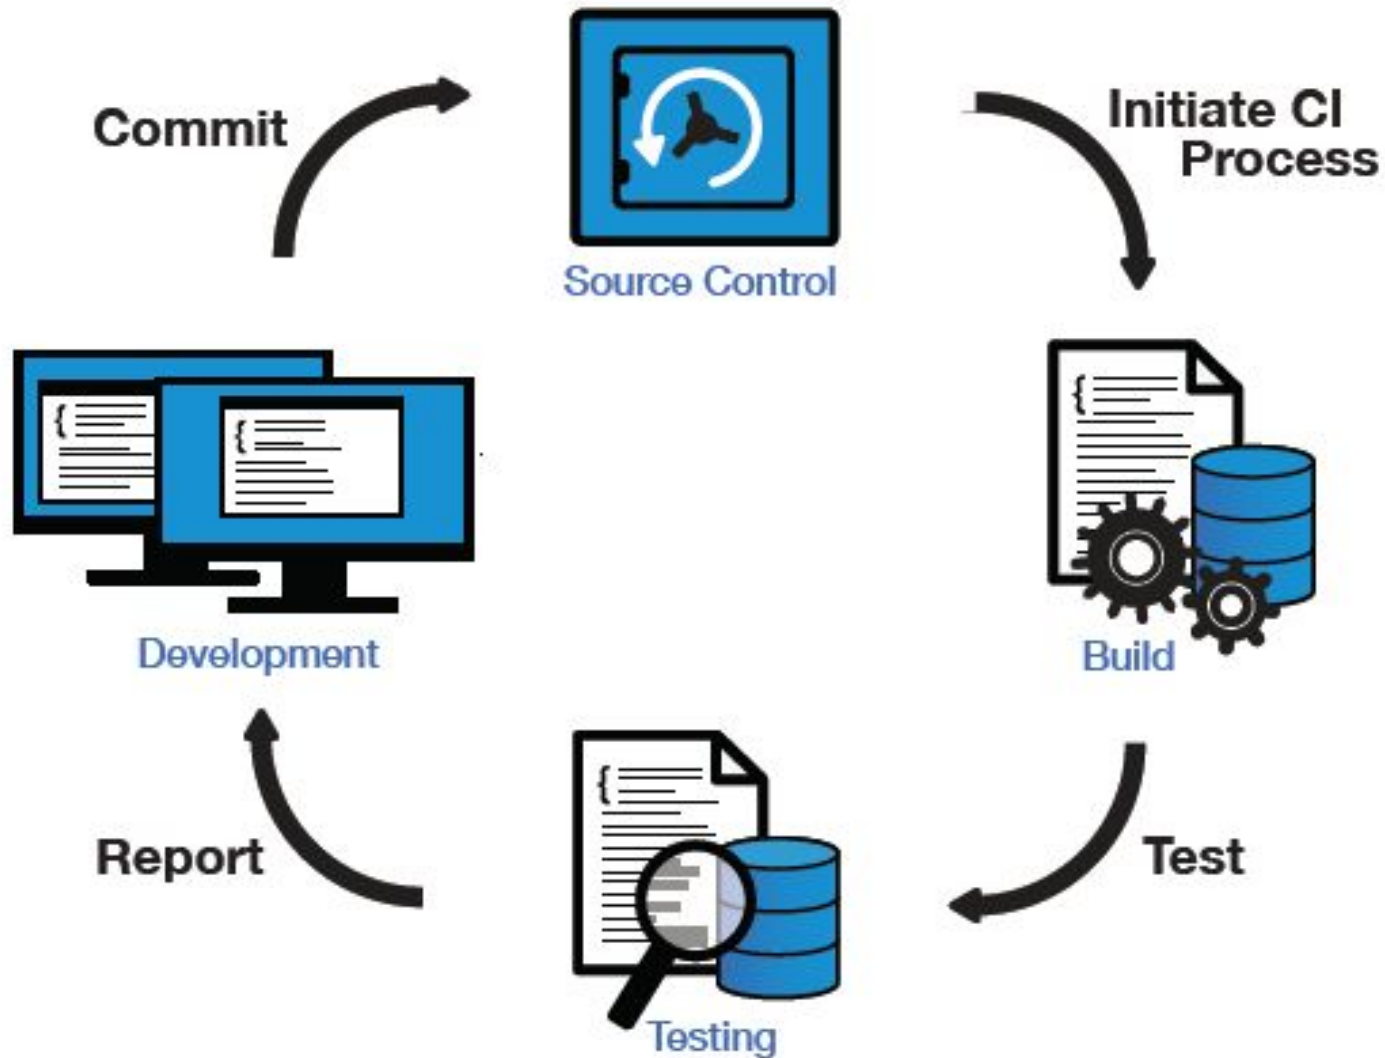 Commit
Initiate CI
Process
Source Control
Development
Build
Report
Test
Testing